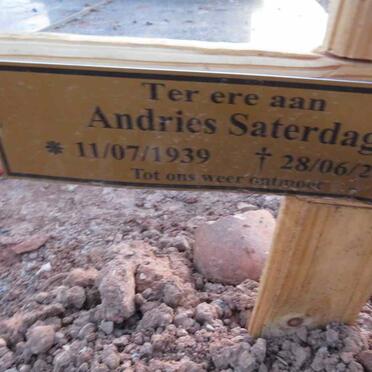 Ter ere aan
Andries Saterdag
* 11/07/1939 † 28/06/2
Tot ons weer ontmoet